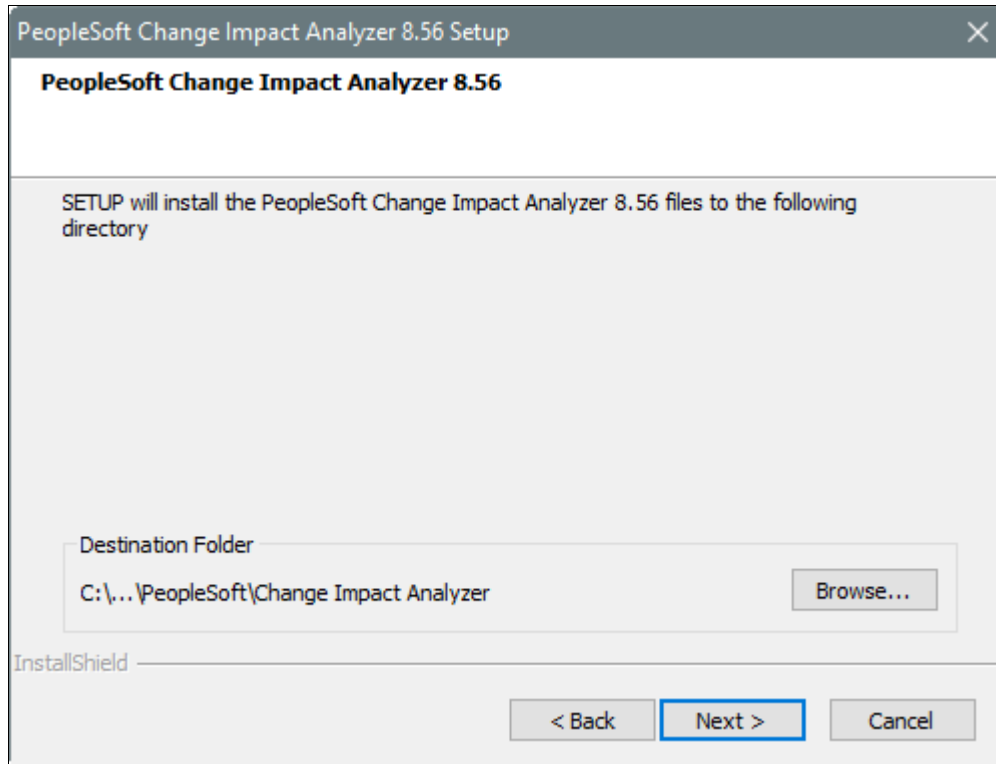 PeopleSoft Change Impact Analyzer 8.56 Setup
PeopleSoft Change Impact Analyzer 8.56
SETUP will install the PeopleSoft Change Impact Analyzer 8.56 files to the following
directory
Destination Folder
C:\...\PeopleSoft\Change Impact Analyzer
Browse...
InstallShield
< Back
Next >
Cancel